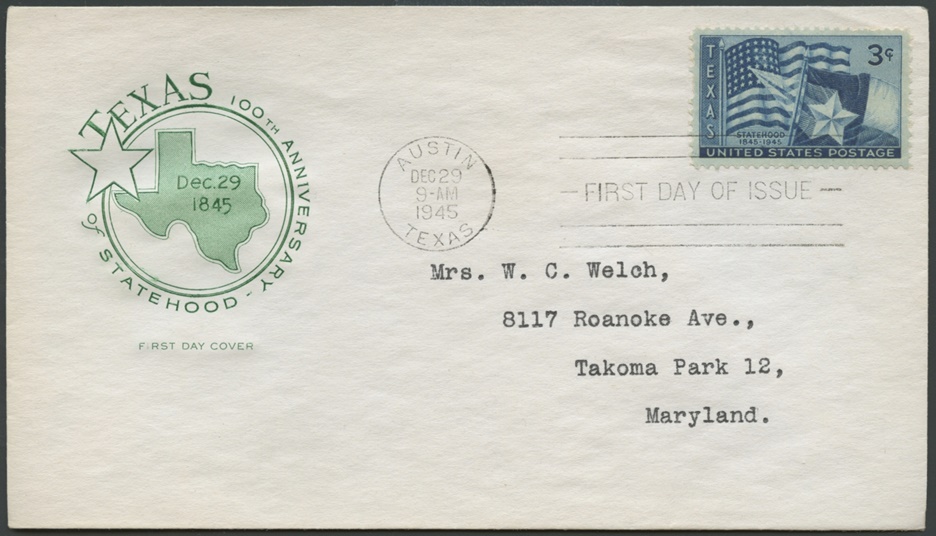 TEXAS 100TH ANNIVERSARY
of STATEHOOD -
Dec. 29
1845
FIRST DAY COVER
AUSTIN
DEC 29
9-AM
1945
TEXAS
FIRST DAY OF ISSUE
TEXAS
3¢
STATEHOOD
1845-1945
UNITED STATES POSTAGE
Mrs. W. C. Welch,
8117 Roanoke Ave.,
Takoma Park 12,
Maryland.